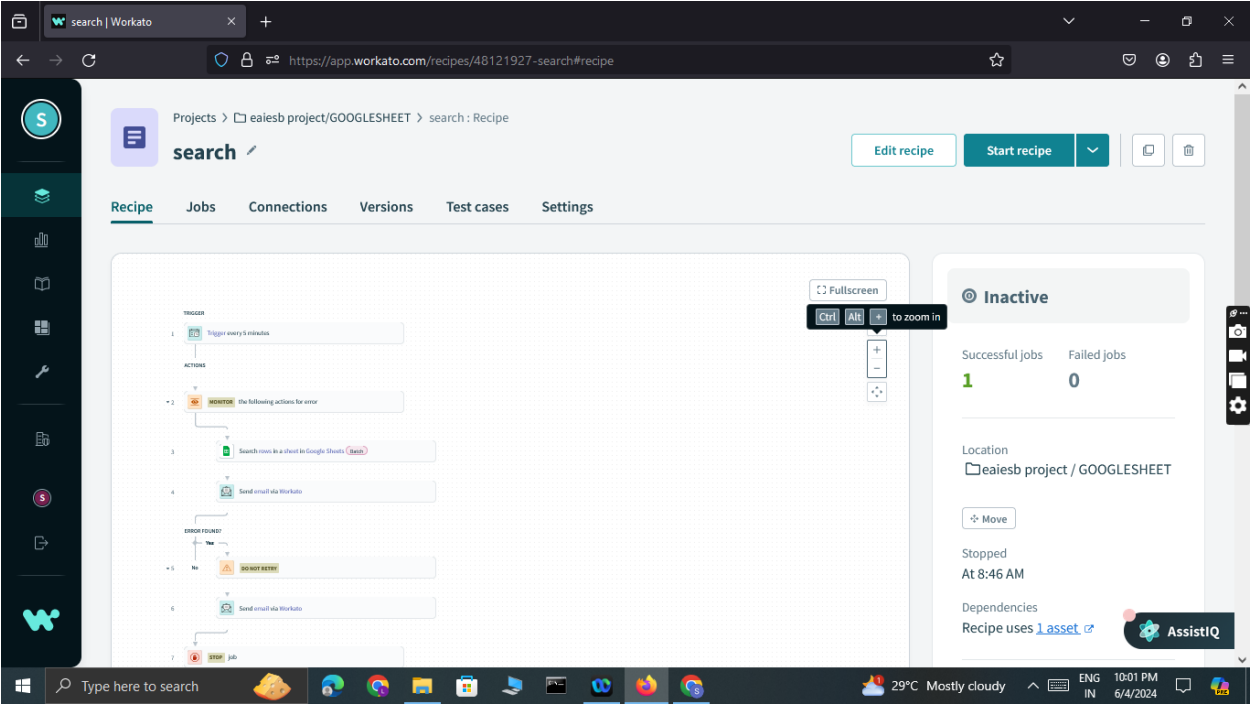 search | Workato
https://app.workato.com/recipes/48121927-search#recipe
S
Projects > eaiesb project/GOOGLESHEET > search : Recipe
search
Edit recipe
Start recipe
Recipe Jobs Connections Versions Test cases Settings
Fullscreen
Ctrl Alt + to zoom in
+
−
TRIGGER
1 Trigger every 5 minutes
ACTIONS
2 MONITOR the following actions for error
3 Search rows in a sheet in Google Sheets Batch
4 Send email via Workato
ERROR FOUND?
Yes
5 No DO NOT RETRY
6 Send email via Workato
7 STOP job
Inactive
Successful jobs Failed jobs
1 0
Location
eaiesb project / GOOGLESHEET
Move
Stopped
At 8:46 AM
Dependencies
Recipe uses 1 asset
AssistIQ
S
Type here to search
29°C Mostly cloudy
ENG
IN
10:01 PM
6/4/2024